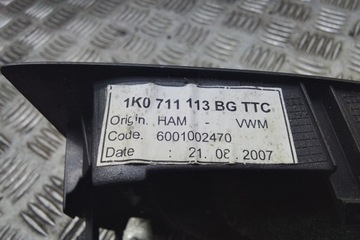 1K0 711 113 BG TTC
Origin. HAM - VWM
Code. 6001002470
Date : 21. 08. 2007